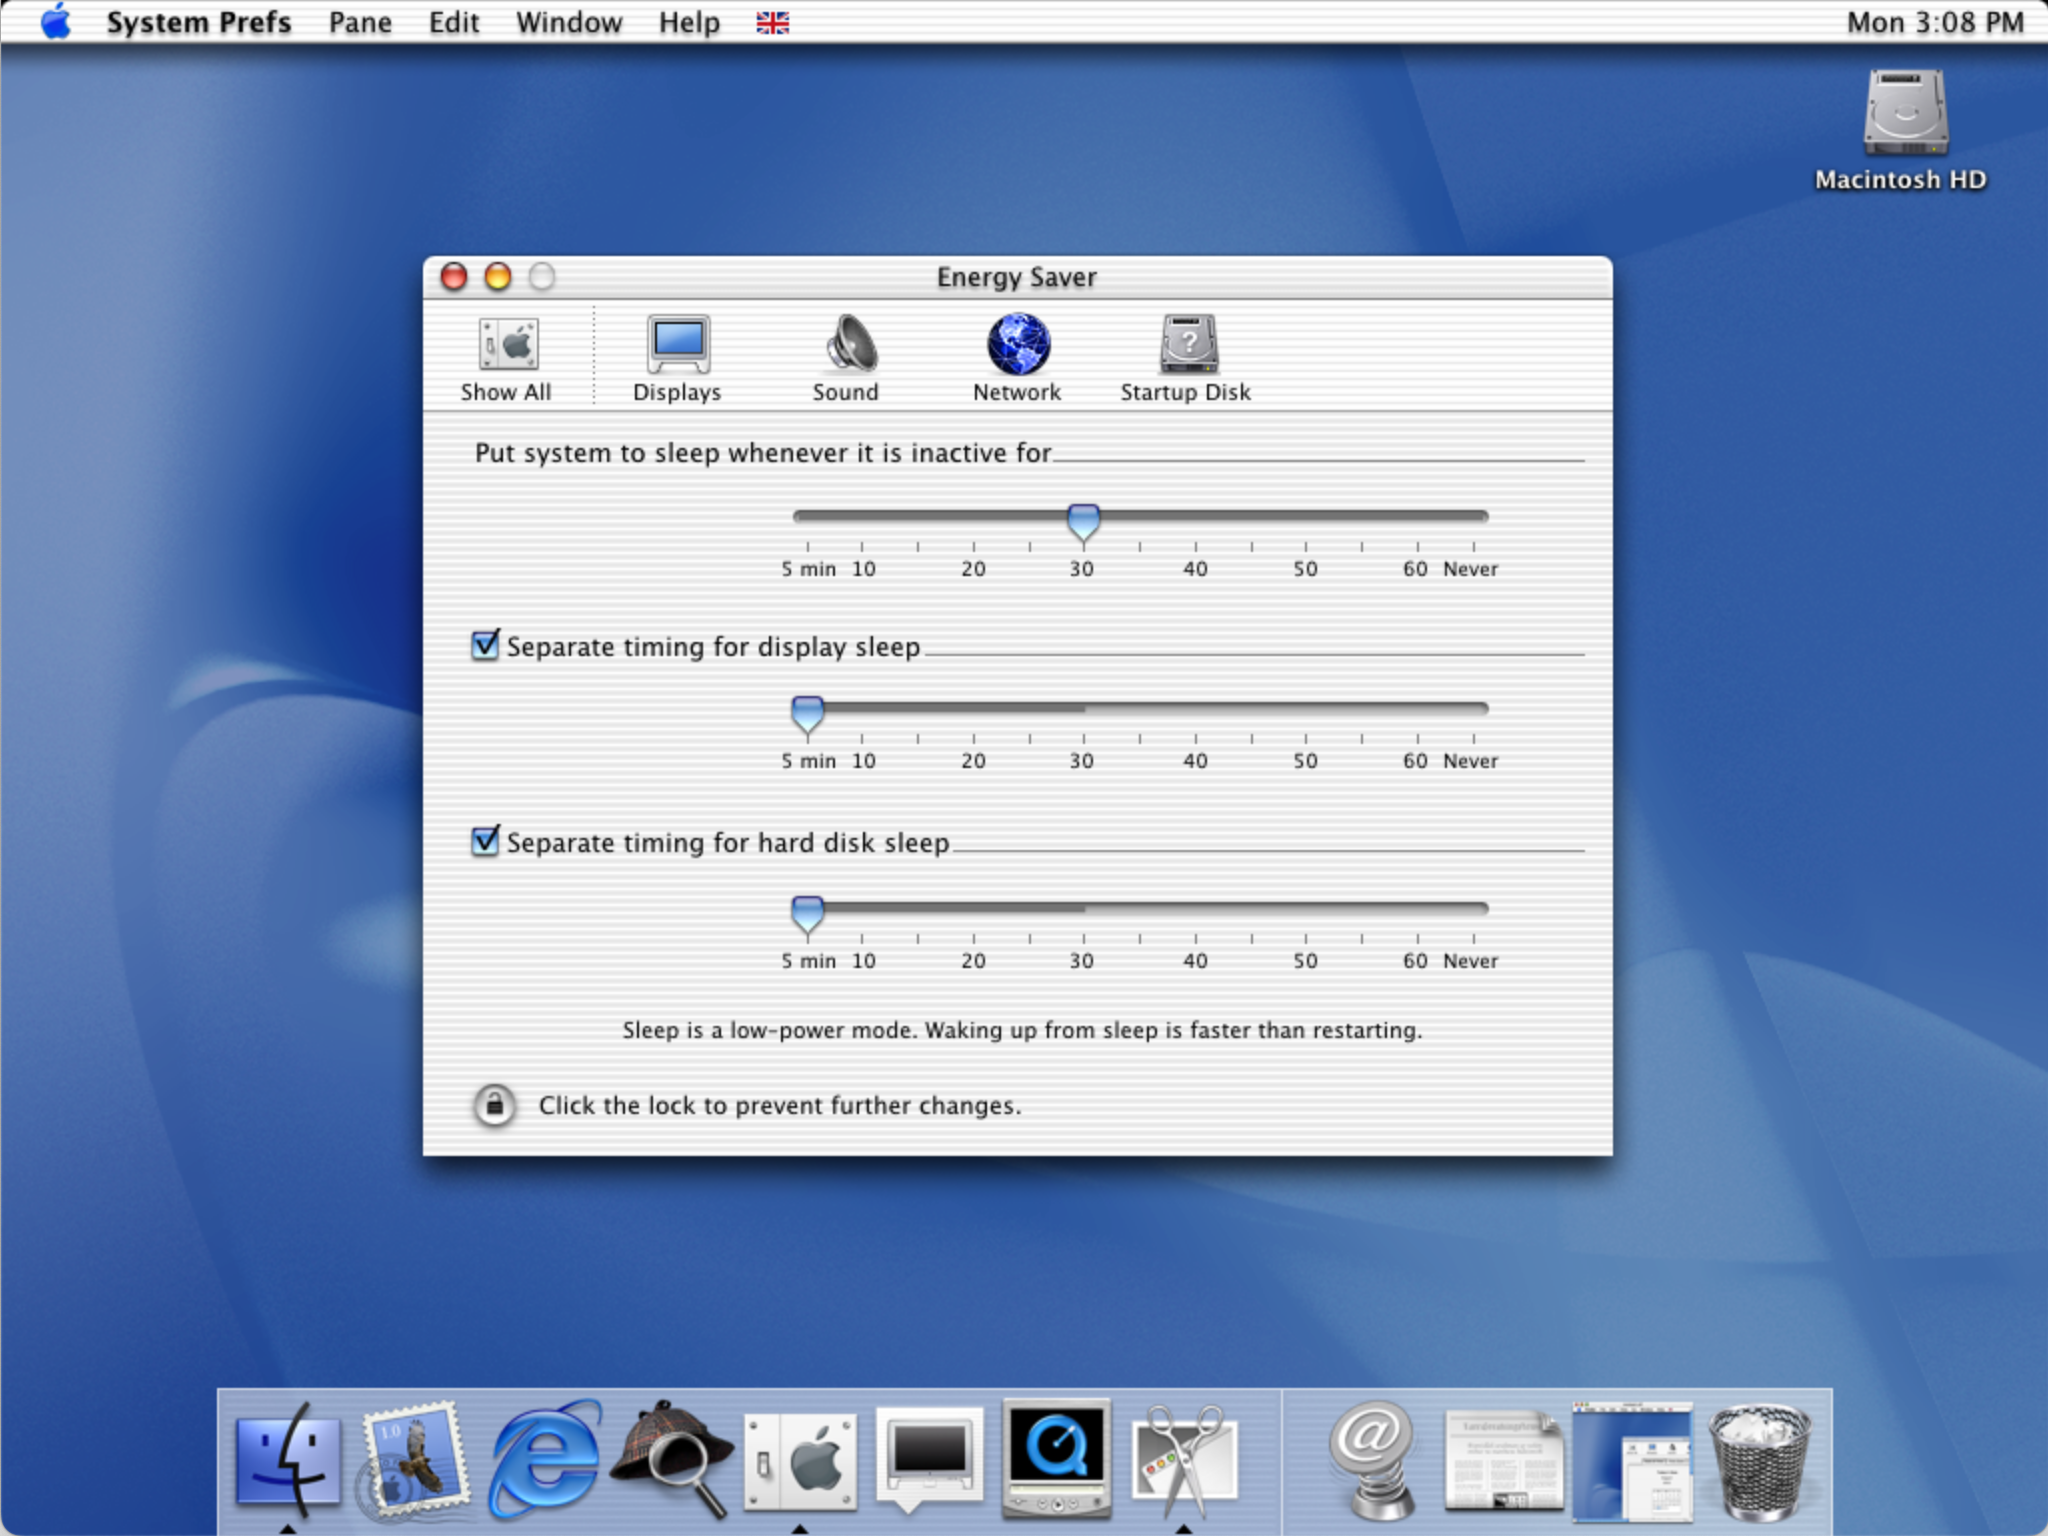 System Prefs Pane Edit Window Help Mon 3:08 PM
Macintosh HD
Energy Saver
Show All Displays Sound Network Startup Disk
Put system to sleep whenever it is inactive for
5 min 10 20 30 40 50 60 Never
Separate timing for display sleep
5 min 10 20 30 40 50 60 Never
Separate timing for hard disk sleep
5 min 10 20 30 40 50 60 Never
Sleep is a low-power mode. Waking up from sleep is faster than restarting.
Click the lock to prevent further changes.
1.0
@